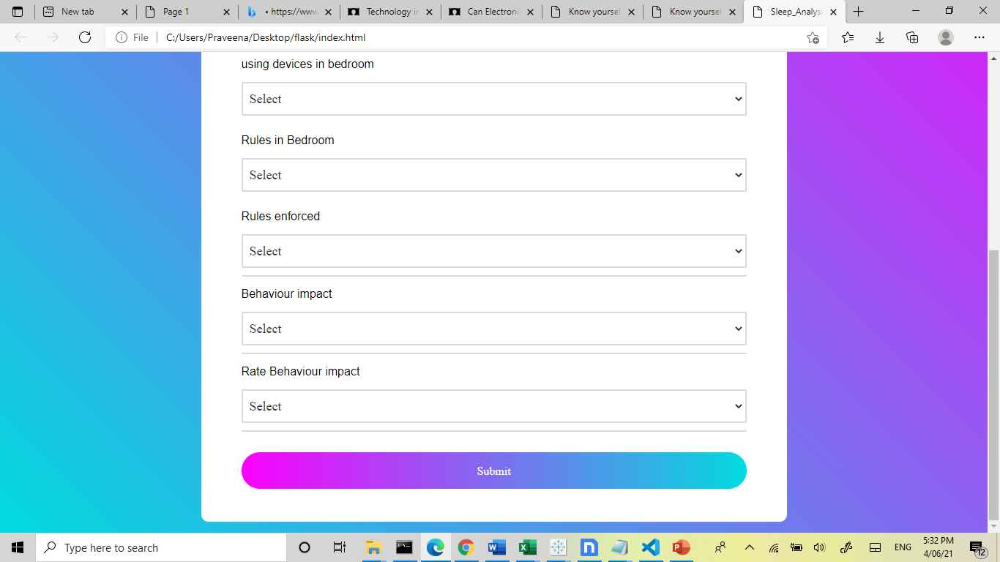 New tab
Page 1
• https://www
Technology in
Can Electronic
Know yoursel
Know yoursel
Sleep_Analysi
File
C:/Users/Praveena/Desktop/flask/index.html
using devices in bedroom
Select
Rules in Bedroom
Select
Rules enforced
Select
Behaviour impact
Select
Rate Behaviour impact
Select
Submit
Type here to search
ENG
5:32 PM
4/06/21
12